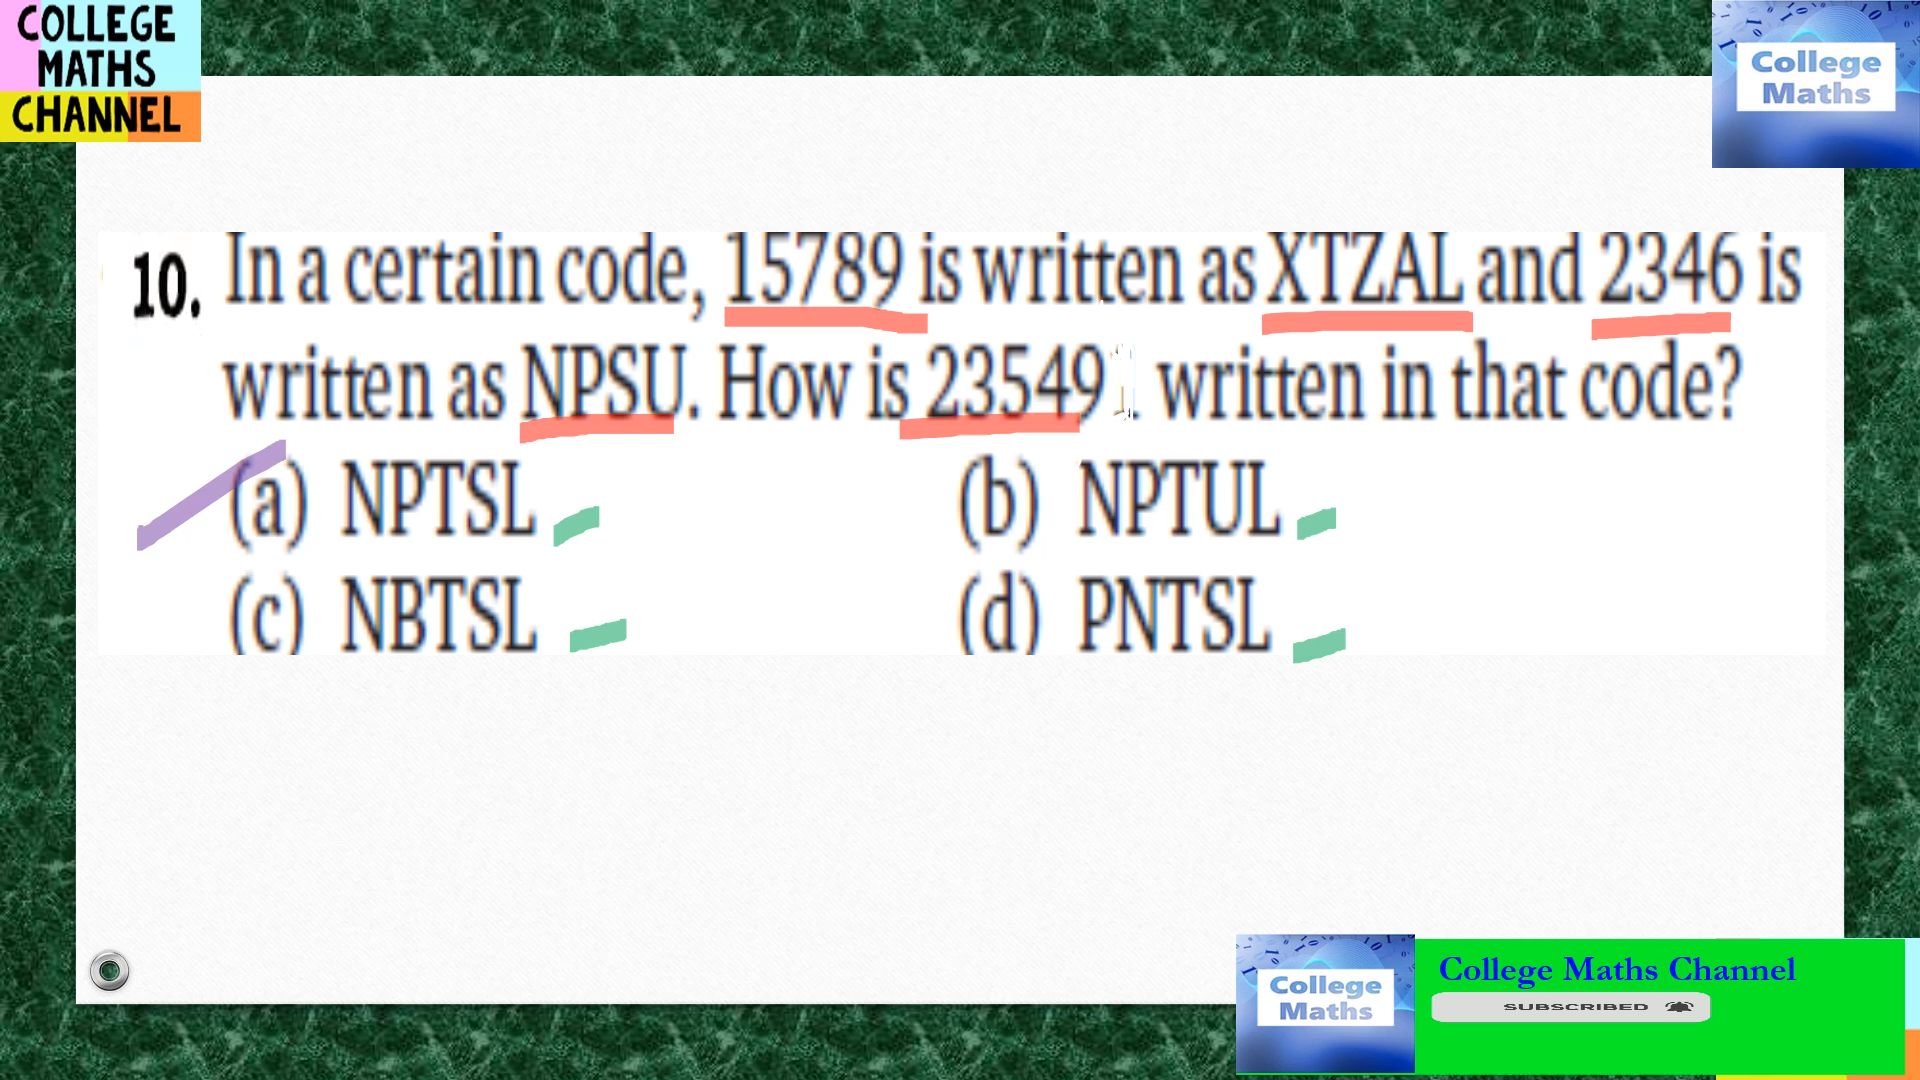 COLLEGE
MATHS
CHANNEL
College
Maths
10. In a certain code, 15789 is written as XTZAL and 2346 is
written as NPSU. How is 23549 written in that code?
(a) NPTSL (b) NPTUL
(c) NBTSL (d) PNTSL
College
Maths
College Maths Channel
SUBSCRIBED